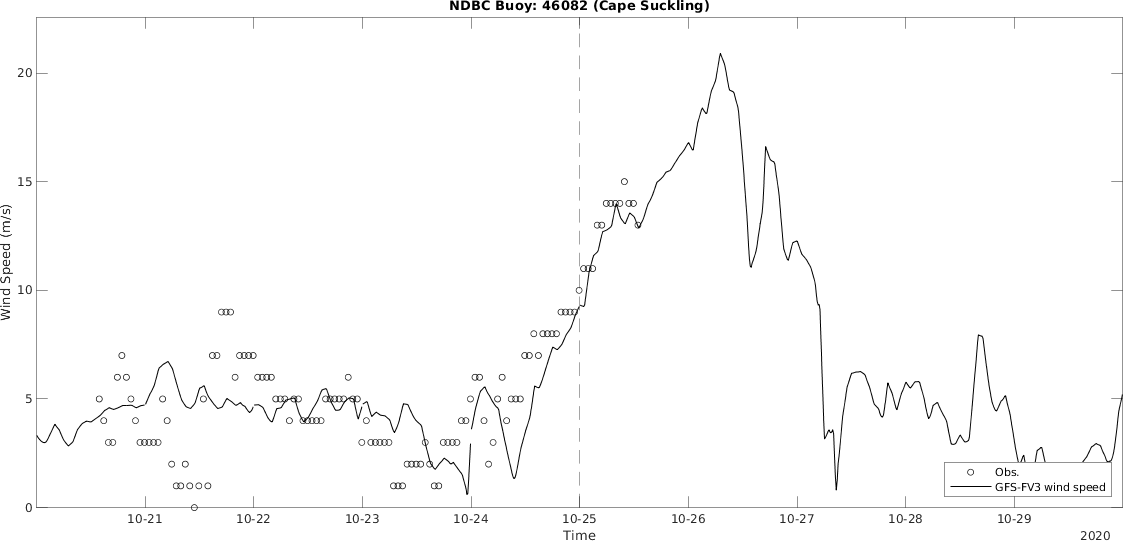 NDBC Buoy: 46082 (Cape Suckling)
Wind Speed (m/s)
20
15
10
5
0
10-21 10-22 10-23 10-24 10-25 10-26 10-27 10-28 10-29
Time
2020
Obs.
GFS-FV3 wind speed